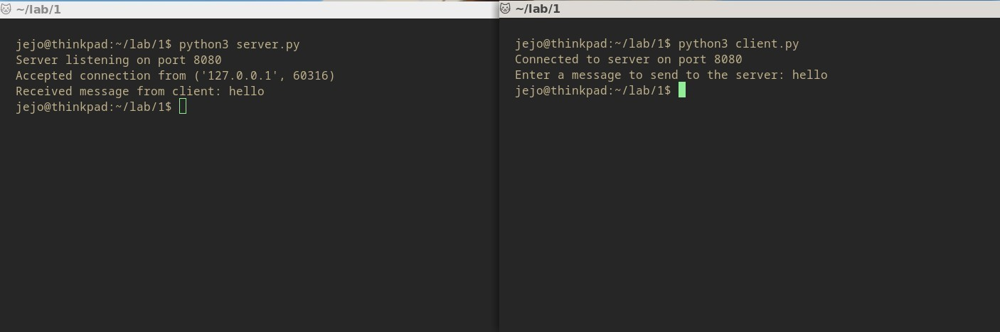 ~/lab/1
jejo@thinkpad:~/lab/1$ python3 server.py
Server listening on port 8080
Accepted connection from ('127.0.0.1', 60316)
Received message from client: hello
jejo@thinkpad:~/lab/1$
~/lab/1
jejo@thinkpad:~/lab/1$ python3 client.py
Connected to server on port 8080
Enter a message to send to the server: hello
jejo@thinkpad:~/lab/1$